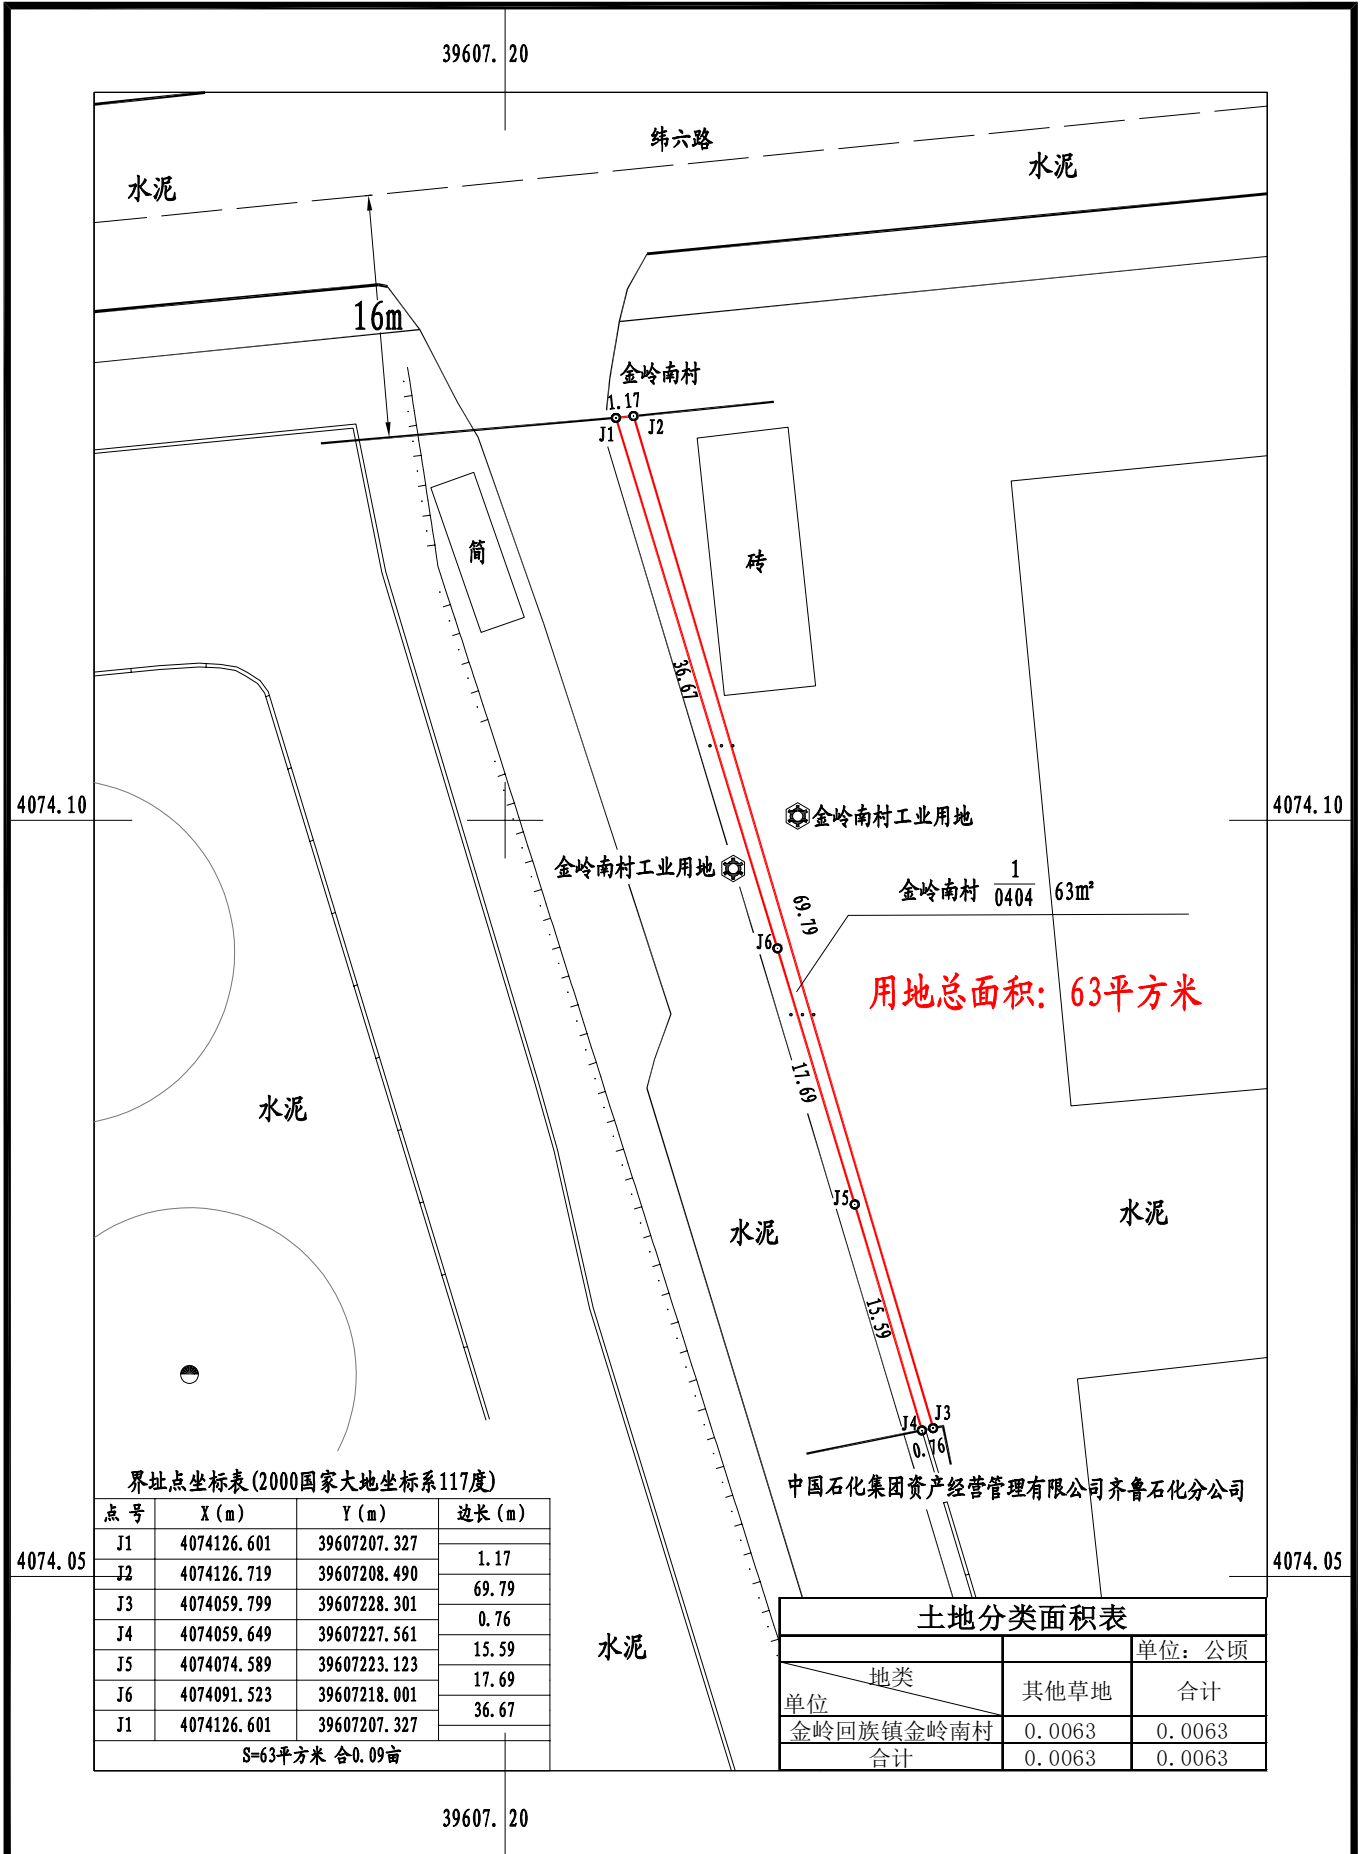 39607.20
纬六路
水泥
水泥
16m
金岭南村
1.17
J1
J2
简
砖
36.67
4074.10
4074.10
金岭南村工业用地
金岭南村工业用地
金岭南村 1/0404 63m²
69.79
J6
用地总面积：63平方米
17.69
水泥
J5
水泥
水泥
15.59
J3
J4
0.76
中国石化集团资产经营管理有限公司齐鲁石化分公司
界址点坐标表(2000国家大地坐标系117度)
点 号 X(m) Y(m) 边长(m)
J1 4074126.601 39607207.327
1.17
J2 4074126.719 39607208.490
69.79
J3 4074059.799 39607228.301
0.76
J4 4074059.649 39607227.561
15.59
J5 4074074.589 39607223.123
17.69
J6 4074091.523 39607218.001
36.67
J1 4074126.601 39607207.327
S=63平方米 合0.09亩
4074.05
4074.05
水泥
土地分类面积表
单位：公顷
地类
单位
其他草地 合计
金岭回族镇金岭南村 0.0063 0.0063
合计 0.0063 0.0063
39607.20